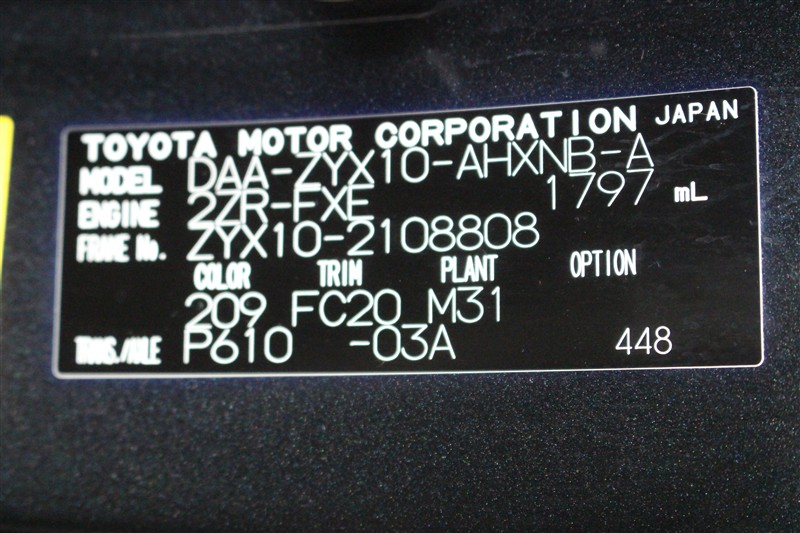 TOYOTA MOTOR CORPORATION JAPAN
MODEL DAA-ZYX10-AHXNB-A
ENGINE 2ZR-FXE 1797 mL
FRAME No. ZYX10-2108808
COLOR TRIM PLANT OPTION
209 FC20 M31
TRANS./AXLE P610 -03A 448